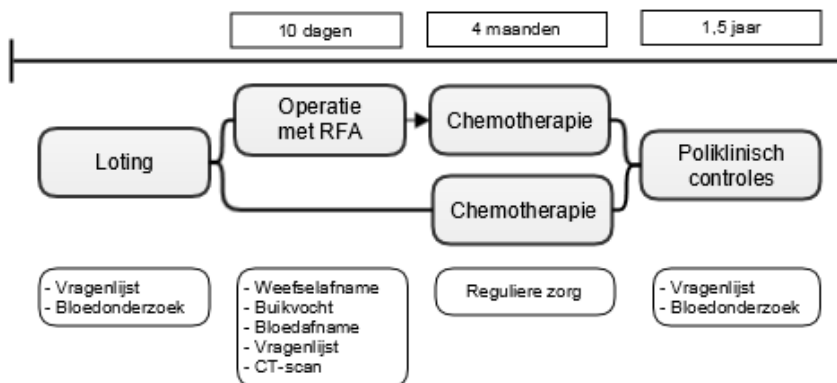 10 dagen
4 maanden
1,5 jaar
Operatie
met RFA
Chemotherapie
Loting
Poliklinisch
controles
Chemotherapie
- Vragenlijst
- Bloedonderzoek
- Weefselafname
- Buikvocht
- Bloedafname
- Vragenlijst
- CT-scan
Reguliere zorg
- Vragenlijst
- Bloedonderzoek